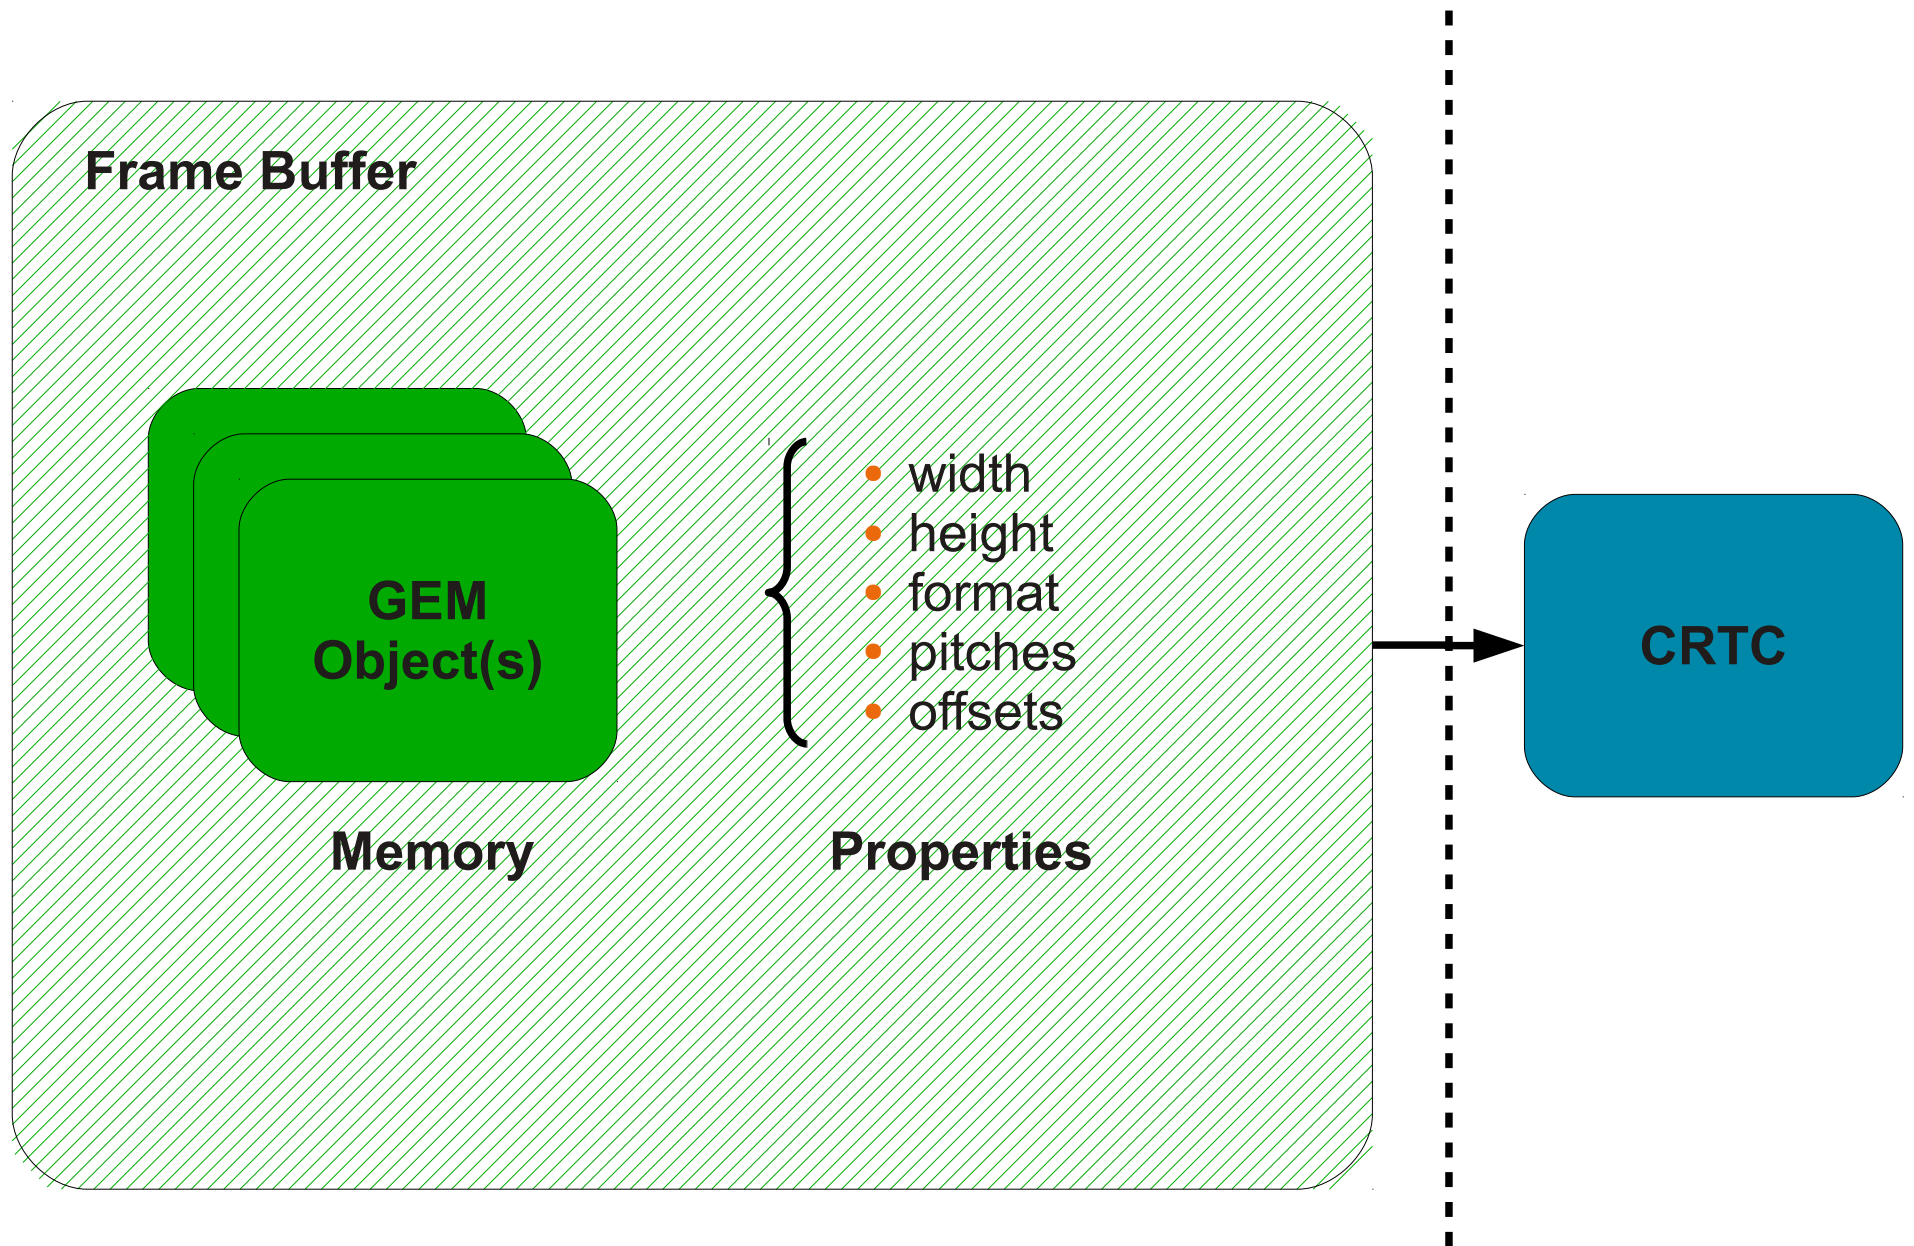 Frame Buffer
GEM
Object(s)
Memory
width
height
format
pitches
offsets
Properties
CRTC